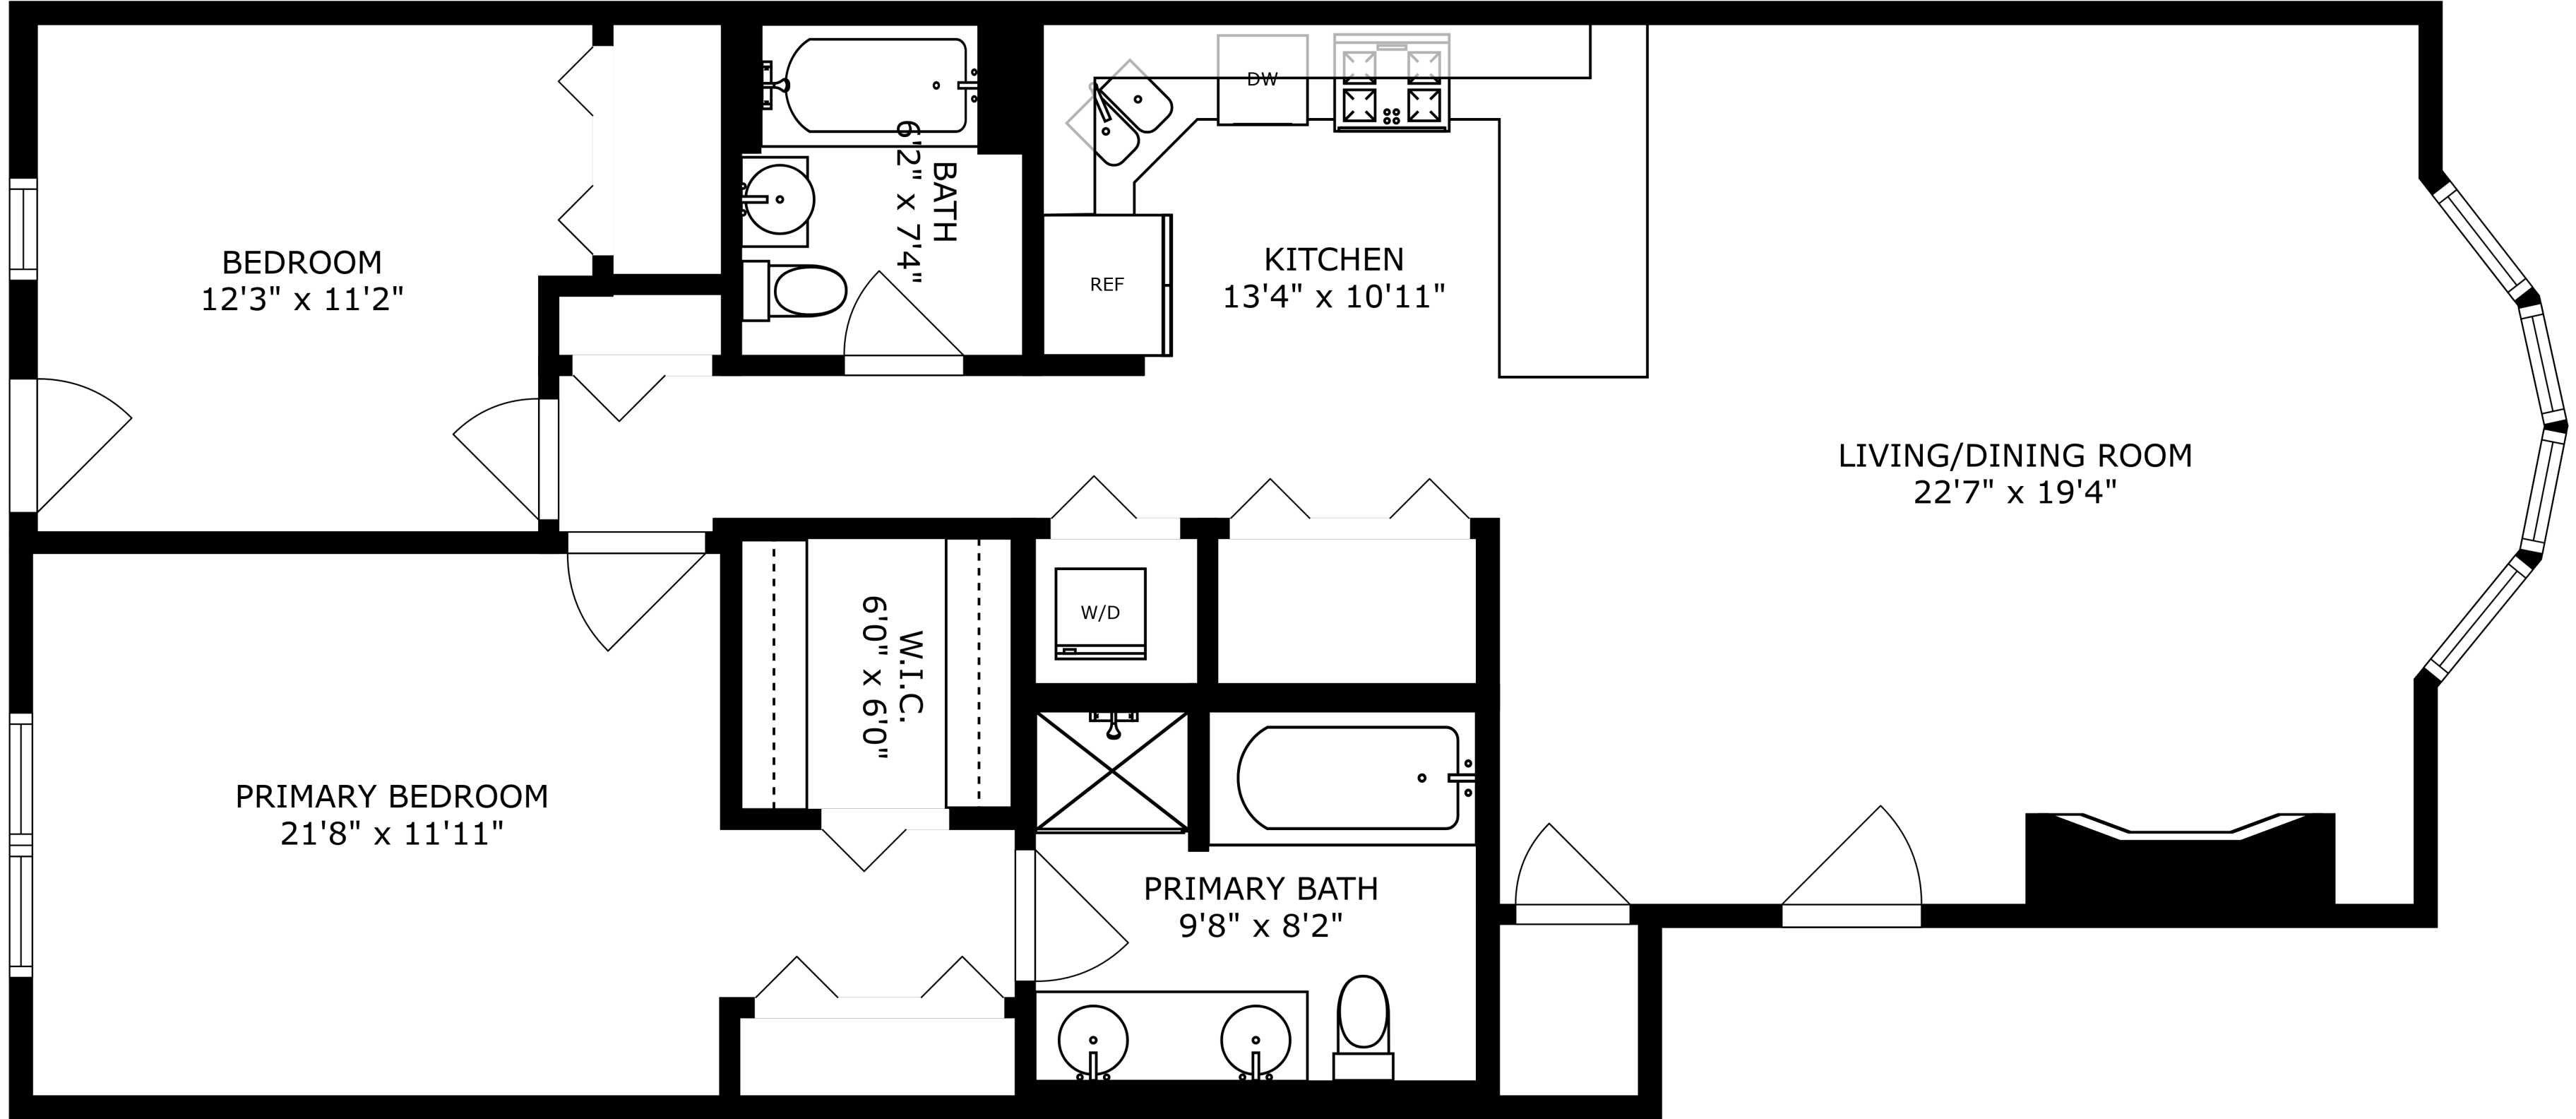 BEDROOM
12'3" x 11'2"
BATH
6'2" x 7'4"
DW
REF
KITCHEN
13'4" x 10'11"
LIVING/DINING ROOM
22'7" x 19'4"
W.I.C.
6'0" x 6'0"
W/D
PRIMARY BEDROOM
21'8" x 11'11"
PRIMARY BATH
9'8" x 8'2"